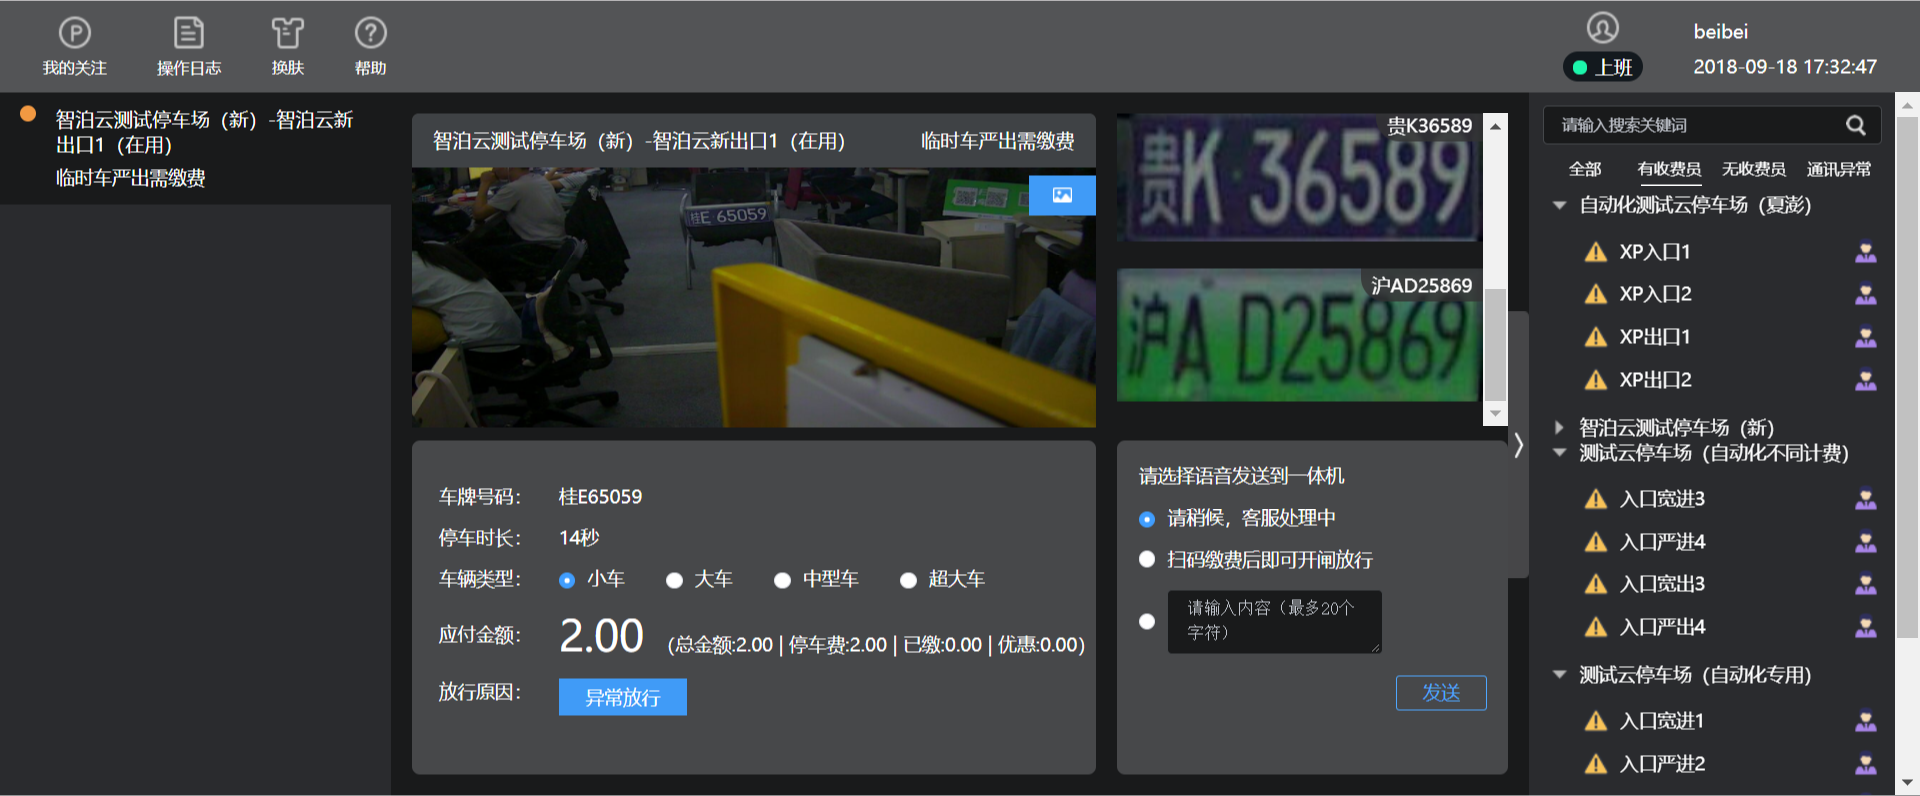 我的关注
操作日志
换肤
帮助
上班
beibei
2018-09-18 17:32:47
智泊云测试停车场（新）-智泊云新
出口1（在用）
临时车严出需缴费
智泊云测试停车场（新）-智泊云新出口1（在用）
临时车严出需缴费
桂E 65059
贵K36589
贵K 36589
沪AD25869
沪A D25869
车牌号码： 桂E65059
停车时长： 14秒
车辆类型： 小车 大车 中型车 超大车
应付金额： 2.00 (总金额:2.00 | 停车费:2.00 | 已缴:0.00 | 优惠:0.00)
放行原因： 异常放行
请选择语音发送到一体机
请稍候，客服处理中
扫码缴费后即可开闸放行
请输入内容（最多20个
字符）
发送
请输入搜索关键词
全部 有收费员 无收费员 通讯异常
自动化测试云停车场（夏澎）
XP入口1
XP入口2
XP出口1
XP出口2
智泊云测试停车场（新）
测试云停车场（自动化不同计费）
入口宽进3
入口严进4
入口宽出3
入口严出4
测试云停车场（自动化专用）
入口宽进1
入口严进2